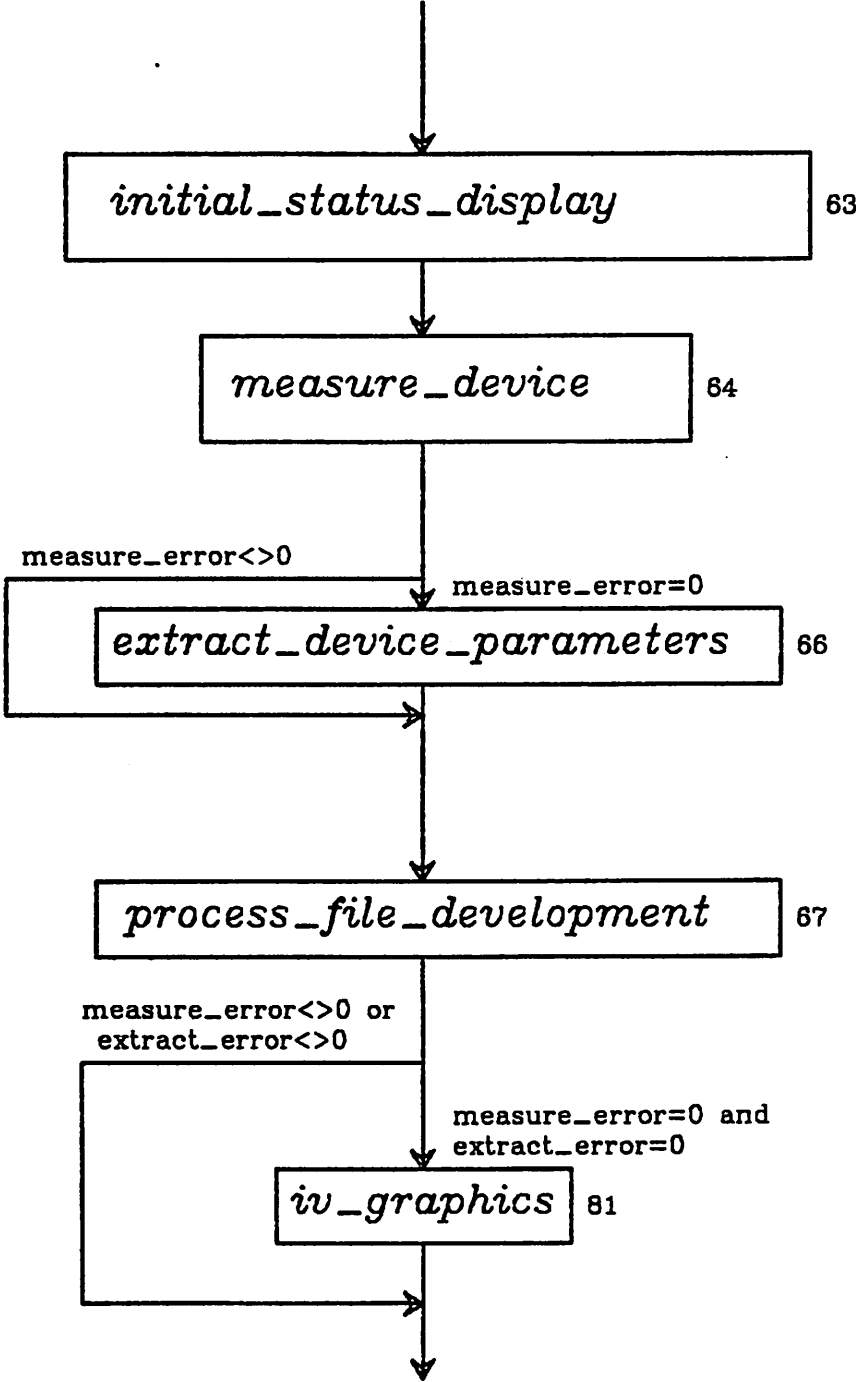 initial_status_display 63
measure_device 64
measure_error<>0
measure_error=0
extract_device_parameters 66
process_file_development 67
measure_error<>0 or
extract_error<>0
measure_error=0 and
extract_error=0
iv_graphics 81